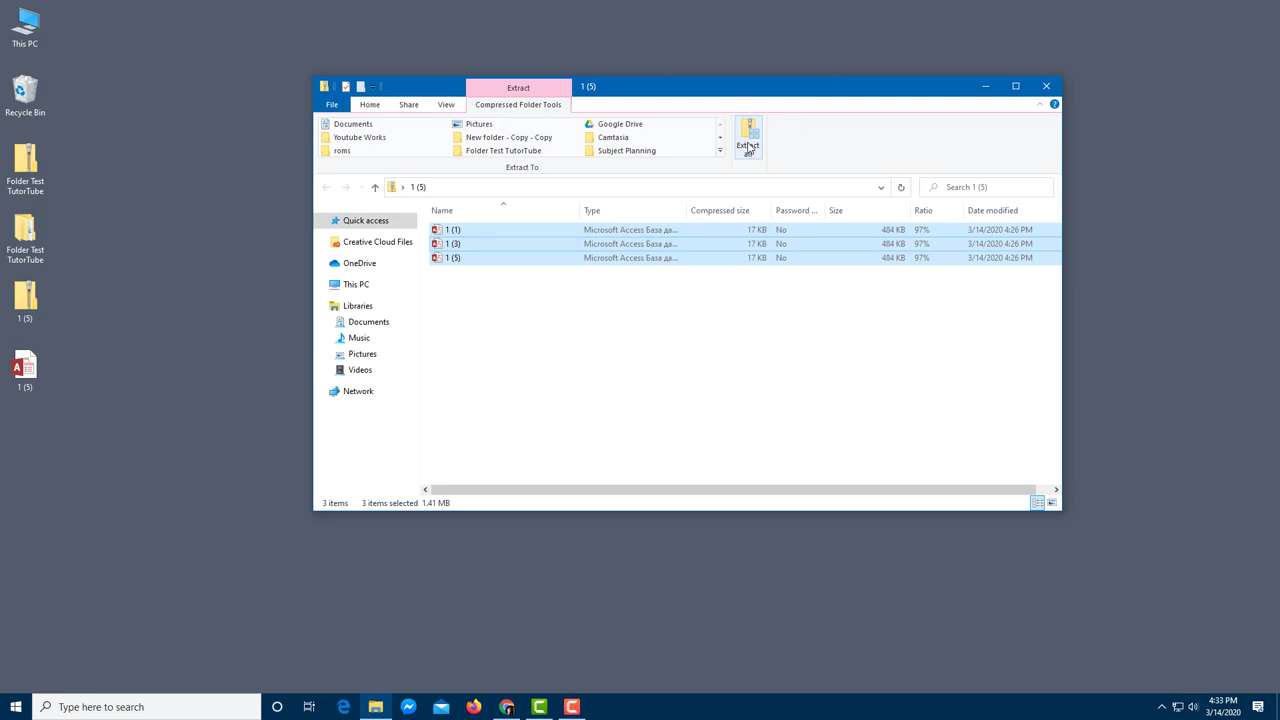 This PC
Recycle Bin
Folder Test
TutorTube
Folder Test
TutorTube
1 (5)
1 (5)
Extract
1 (5)
File
Home
Share
View
Compressed Folder Tools
Documents
Pictures
Google Drive
Youtube Works
New folder - Copy - Copy
Camtasia
roms
Folder Test TutorTube
Subject Planning
Extract To
Extract
all
1 (5)
Search 1 (5)
Name
Type
Compressed size
Password ...
Size
Ratio
Date modified
1 (1)
Microsoft Access База да...
17 KB
No
484 KB
97%
3/14/2020 4:26 PM
1 (3)
Microsoft Access База да...
17 KB
No
484 KB
97%
3/14/2020 4:26 PM
1 (5)
Microsoft Access База да...
17 KB
No
484 KB
97%
3/14/2020 4:26 PM
Quick access
Creative Cloud Files
OneDrive
This PC
Libraries
Documents
Music
Pictures
Videos
Network
3 items
3 items selected
1.41 MB
Type here to search
4:33 PM
3/14/2020